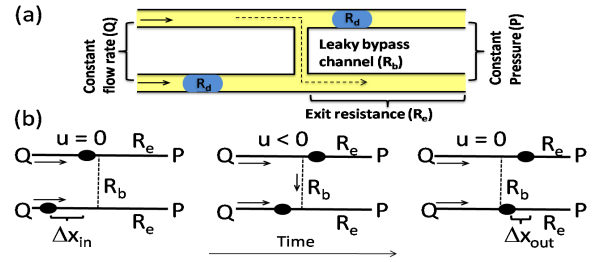 (a)
Constant
flow rate (Q)
R_d
Leaky bypass
channel (R_b)
R_d
Constant
Pressure (P)
Exit resistance (R_e)
(b)
u = 0 R_e
Q P
R_b
Q R_e P
Δx_in
u < 0 R_e
Q P
R_b
Q R_e P
u = 0 R_e
Q P
R_b
Q R_e P
Δx_out
Time